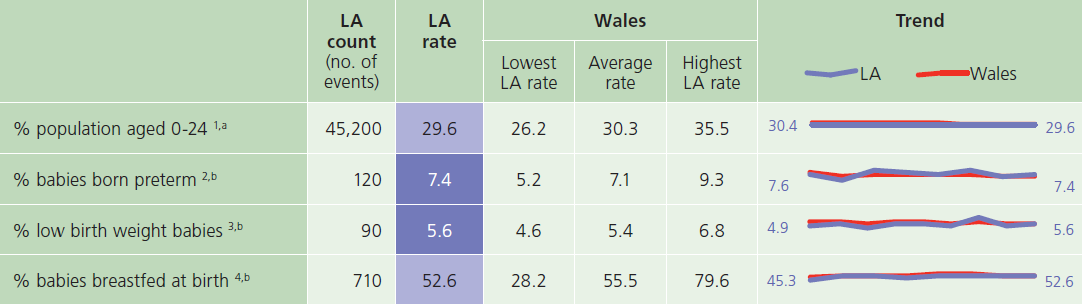 LA count (no. of events) LA rate Wales Trend
Lowest LA rate Average rate Highest LA rate LA Wales
% population aged 0-24 1,a 45,200 29.6 26.2 30.3 35.5 30.4 29.6
% babies born preterm 2,b 120 7.4 5.2 7.1 9.3 7.6 7.4
% low birth weight babies 3,b 90 5.6 4.6 5.4 6.8 4.9 5.6
% babies breastfed at birth 4,b 710 52.6 28.2 55.5 79.6 45.3 52.6